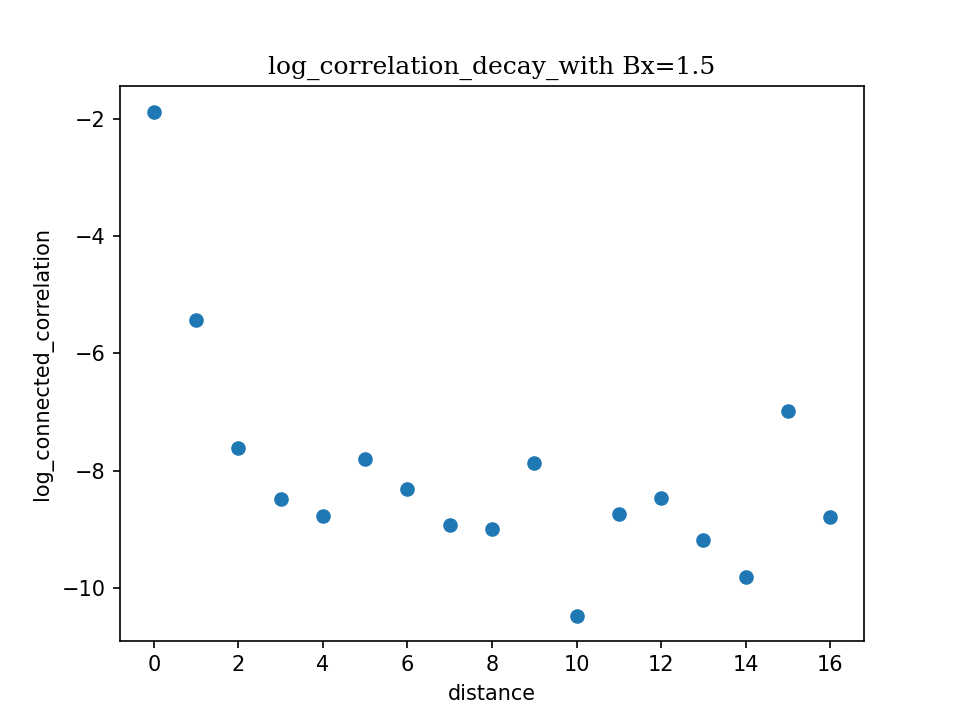 log_correlation_decay_with Bx=1.5
log_connected_correlation
−2
−4
−6
−8
−10
0 2 4 6 8 10 12 14 16
distance